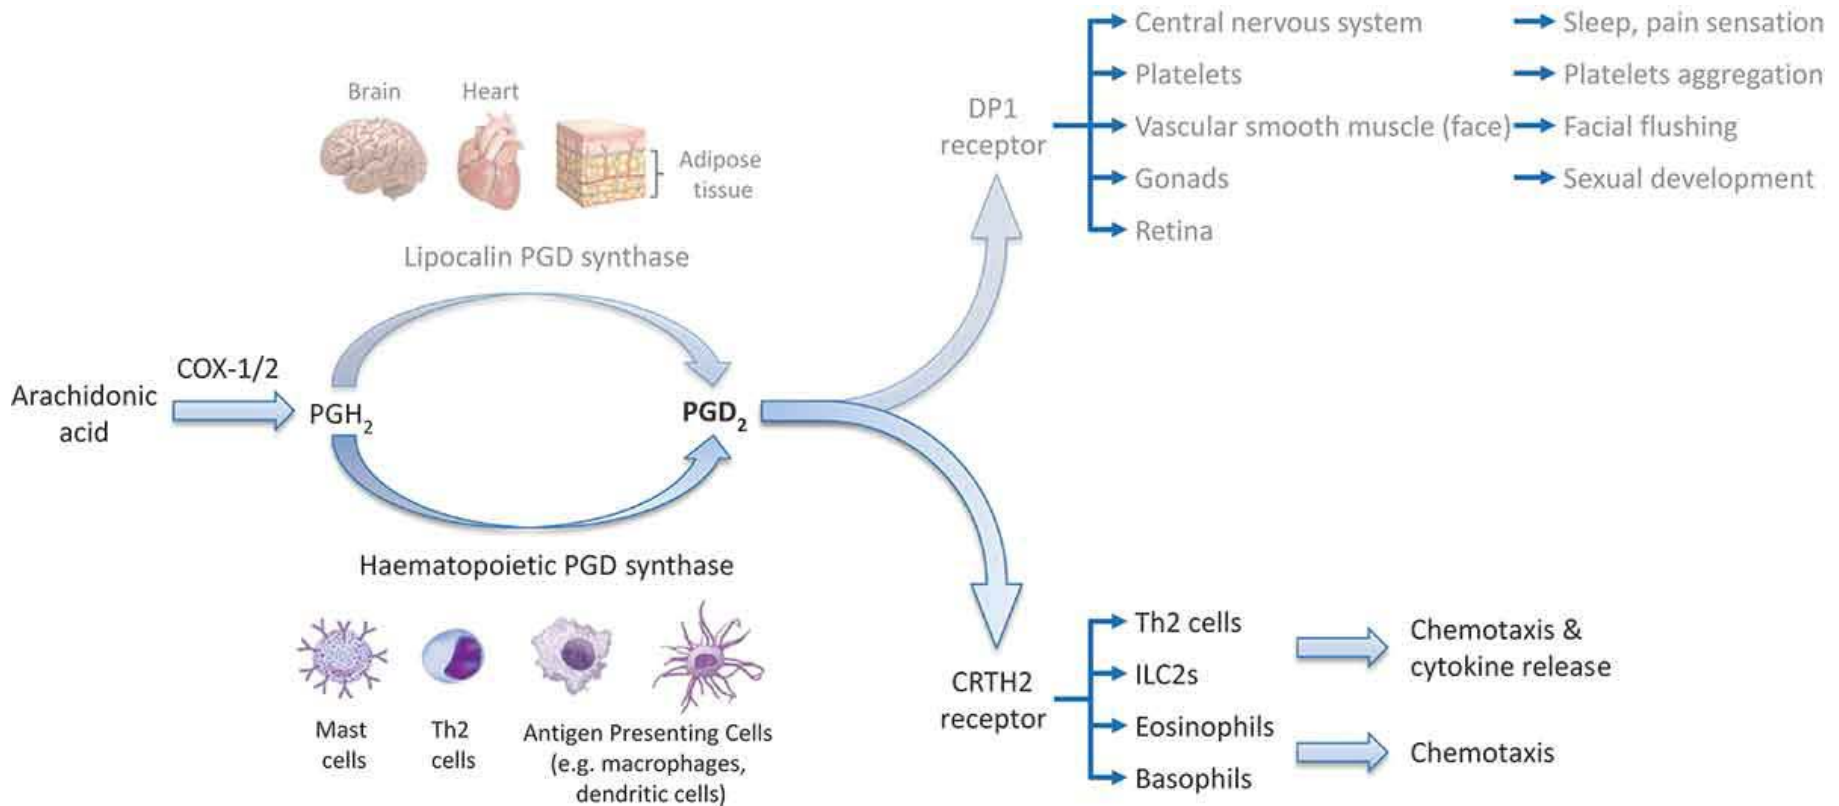 Brain
Heart
Adipose
tissue
Lipocalin PGD synthase
COX-1/2
Arachidonic
acid
PGH₂
PGD₂
Haematopoietic PGD synthase
Mast
cells
Th2
cells
Antigen Presenting Cells
(e.g. macrophages,
dendritic cells)
DP1
receptor
Central nervous system
Sleep, pain sensation
Platelets
Platelets aggregation
Vascular smooth muscle (face)
Facial flushing
Gonads
Sexual development
Retina
CRTH2
receptor
Th2 cells
ILC2s
Chemotaxis &
cytokine release
Eosinophils
Basophils
Chemotaxis